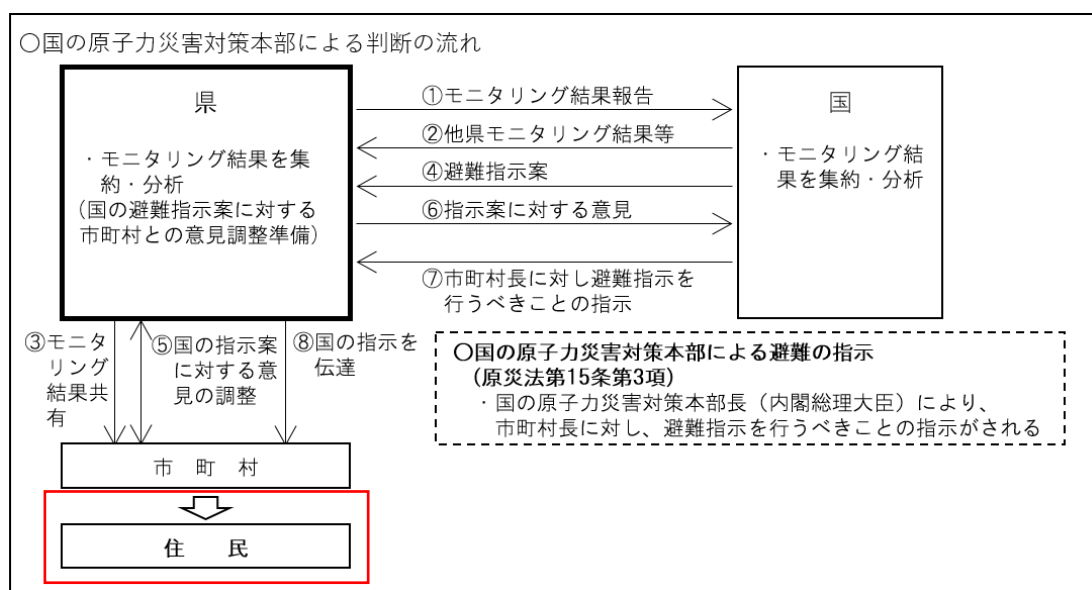 〇国の原子力災害対策本部による判断の流れ
県
・モニタリング結果を集
約・分析
(国の避難指示案に対する
市町村との意見調整準備)
①モニタリング結果報告
②他県モニタリング結果等
④避難指示案
⑥指示案に対する意見
⑦市町村長に対し避難指示を
行うべきことの指示
国
・モニタリング結
果を集約・分析
③モニタ
リング
結果共
有
⑤国の指示案
に対する意
見の調整
⑧国の指示を
伝達
〇国の原子力災害対策本部による避難の指示
(原災法第15条第3項)
・国の原子力災害対策本部長（内閣総理大臣）により、
市町村長に対し、避難指示を行うべきことの指示がされる
市 町 村
住 民